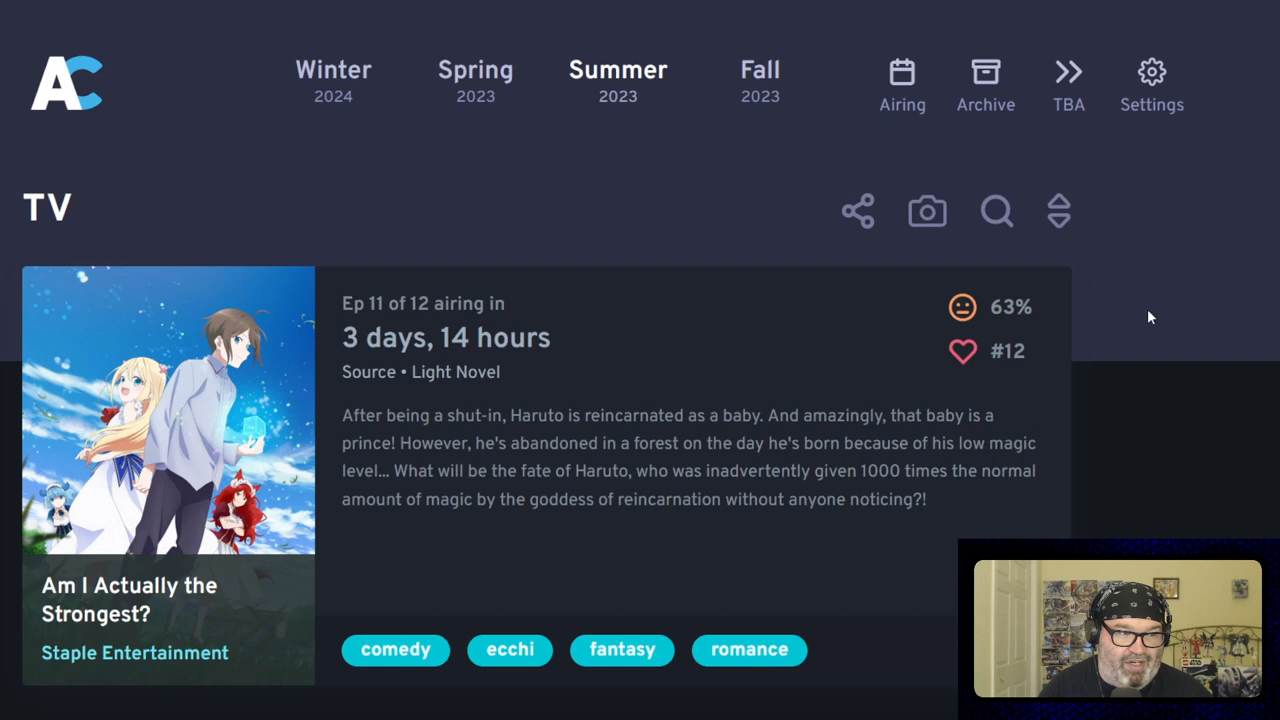 AC
Winter
2024
Spring
2023
Summer
2023
Fall
2023
Airing
Archive
TBA
Settings
TV
Ep 11 of 12 airing in
3 days, 14 hours
Source • Light Novel
63%
#12
After being a shut-in, Haruto is reincarnated as a baby. And amazingly, that baby is a
prince! However, he's abandoned in a forest on the day he's born because of his low magic
level... What will be the fate of Haruto, who was inadvertently given 1000 times the normal
amount of magic by the goddess of reincarnation without anyone noticing?!
Am I Actually the
Strongest?
Staple Entertainment
comedy
ecchi
fantasy
romance